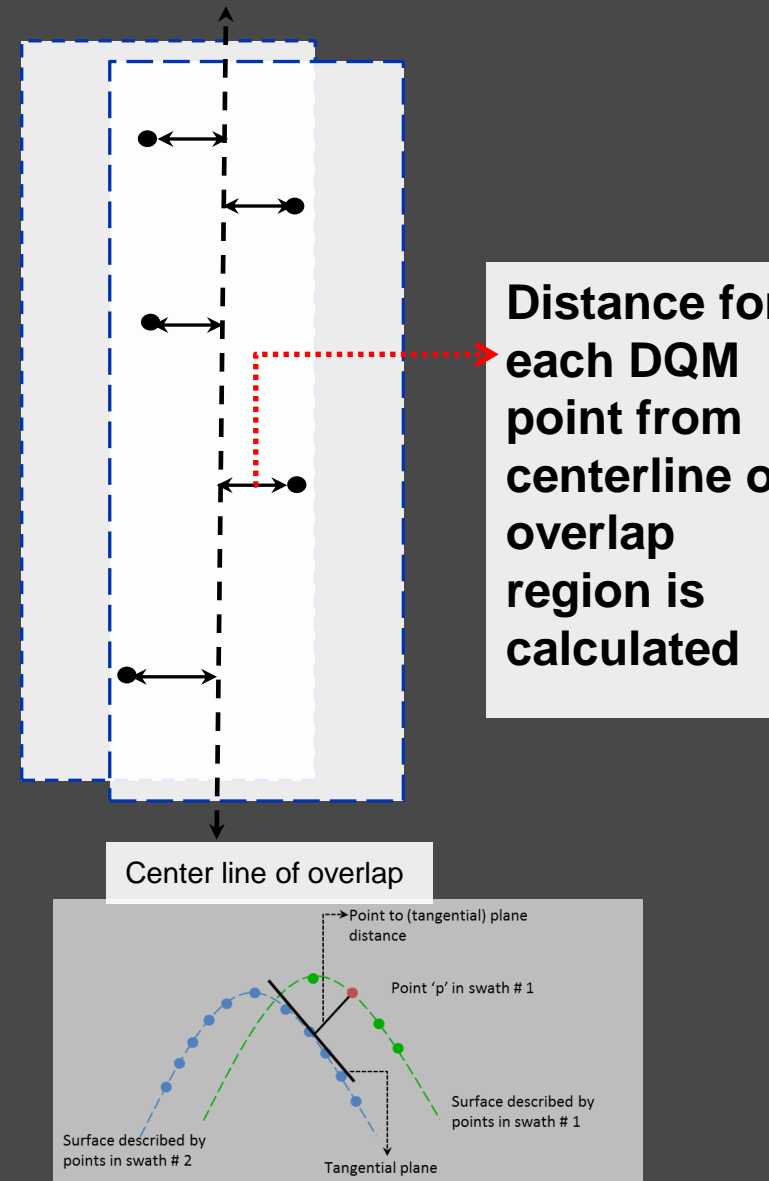 Distance for
each DQM
point from
centerline o
overlap
region is
calculated
Center line of overlap
Point to (tangential) plane
distance
Point ‘p’ in swath # 1
Surface described by
points in swath # 1
Surface described by
points in swath # 2
Tangential plane